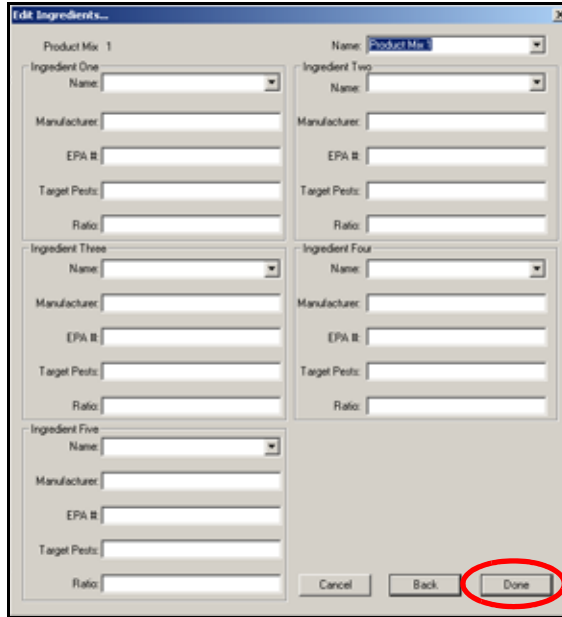 Edit Ingredients...
Product Mix 1
Name: Product Mix 1
Ingredient One
Name:
Manufacturer:
EPA #:
Target Pests:
Ratio:
Ingredient Two
Name:
Manufacturer:
EPA #:
Target Pests:
Ratio:
Ingredient Three
Name:
Manufacturer:
EPA #:
Target Pests:
Ratio:
Ingredient Four
Name:
Manufacturer:
EPA #:
Target Pests:
Ratio:
Ingredient Five
Name:
Manufacturer:
EPA #:
Target Pests:
Ratio:
Cancel Back Done